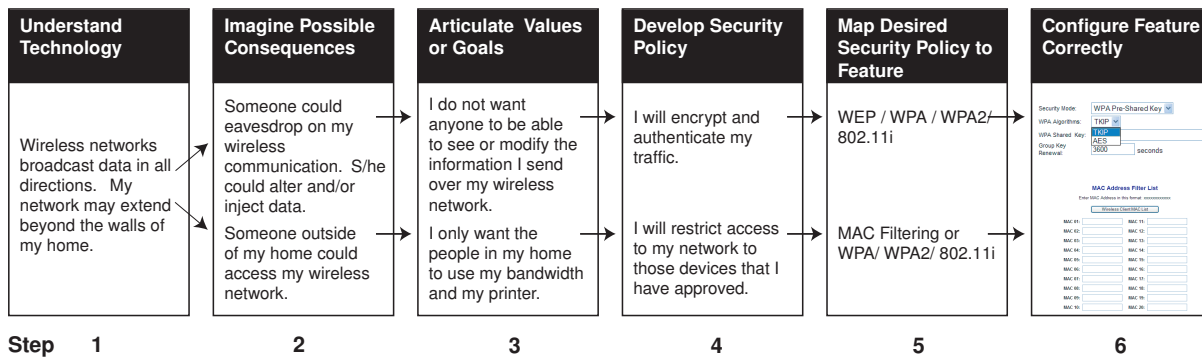 Understand
Technology
Wireless networks
broadcast data in all
directions. My
network may extend
beyond the walls of
my home.
Imagine Possible
Consequences
Someone could
eavesdrop on my
wireless
communication. S/he
could alter and/or
inject data.
Someone outside
of my home could
access my wireless
network.
Articulate Values
or Goals
I do not want
anyone to be able
to see or modify the
information I send
over my wireless
network.
I only want the
people in my home
to use my bandwidth
and my printer.
Develop Security
Policy
I will encrypt and
authenticate my
traffic.
I will restrict access
to my network to
those devices that I
have approved.
Map Desired
Security Policy to
Feature
WEP / WPA / WPA2/
802.11i
MAC Filtering or
WPA/ WPA2/ 802.11i
Configure Feature
Correctly
Security Mode: WPA Pre-Shared Key
WPA Algorithms: TKIP
TKIP
AES
WPA Shared Key:
Group Key
Renewal: 3600 seconds
MAC Address Filter List
Enter MAC Address in this format: xxxxxxxxxxxx
Wireless Client MAC List
MAC 01: MAC 11:
MAC 02: MAC 12:
MAC 03: MAC 13:
MAC 04: MAC 14:
MAC 05: MAC 15:
MAC 06: MAC 16:
MAC 07: MAC 17:
MAC 08: MAC 18:
MAC 09: MAC 19:
MAC 10: MAC 20:
Step 1 2 3 4 5 6